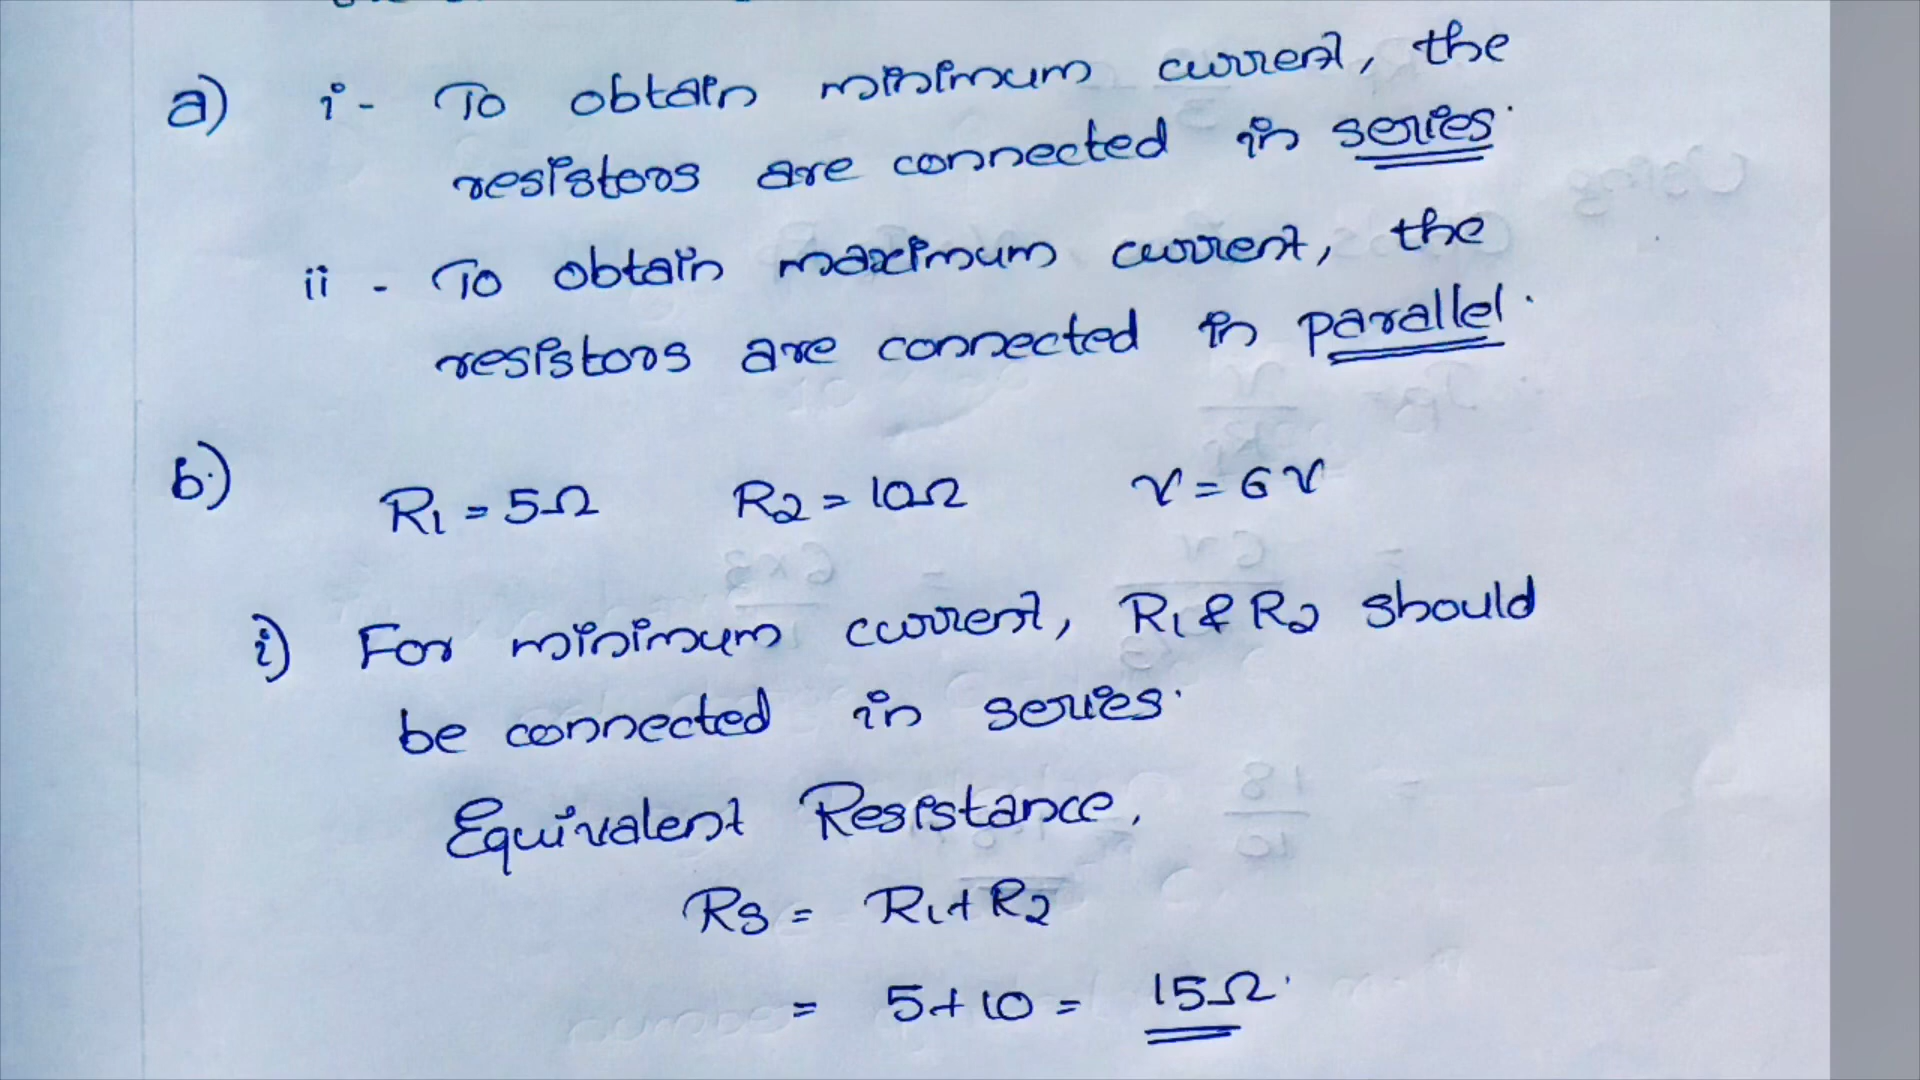 a) i - To obtain minimum current, the
resistors are connected in series.
ii - To obtain maximum current, the
resistors are connected in parallel.
b) R1 = 5Ω R2 = 10Ω V = 6V
i) For minimum current, R1 & R2 should
be connected in series.
Equivalent Resistance,
RS = R1 + R2
= 5 + 10 = 15Ω.